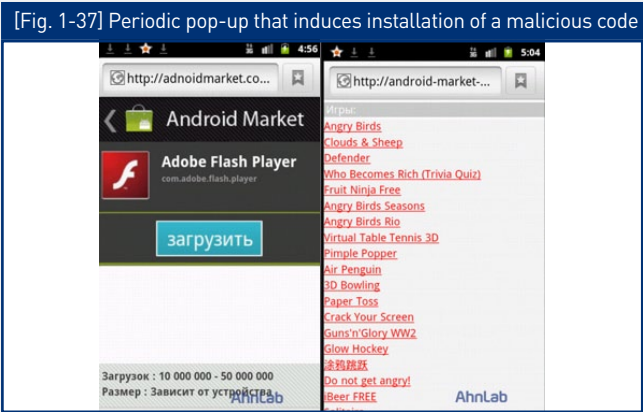 [Fig. 1-37] Periodic pop-up that induces installation of a malicious code
4:56
http://adnoidmarket.co...
Android Market
Adobe Flash Player
com.adobe.flash.player
загрузить
Загрузок : 10 000 000 - 50 000 000
Размер : Зависит от устройства
AhnLab
5:04
http://android-market-...
Игры:
Angry Birds
Clouds & Sheep
Defender
Who Becomes Rich (Trivia Quiz)
Fruit Ninja Free
Angry Birds Seasons
Angry Birds Rio
Virtual Table Tennis 3D
Pimple Popper
Air Penguin
3D Bowling
Paper Toss
Crack Your Screen
Guns'n'Glory WW2
Glow Hockey
涂鸦跳跃
Do not get angry!
iBeer FREE
Solitaire
AhnLab